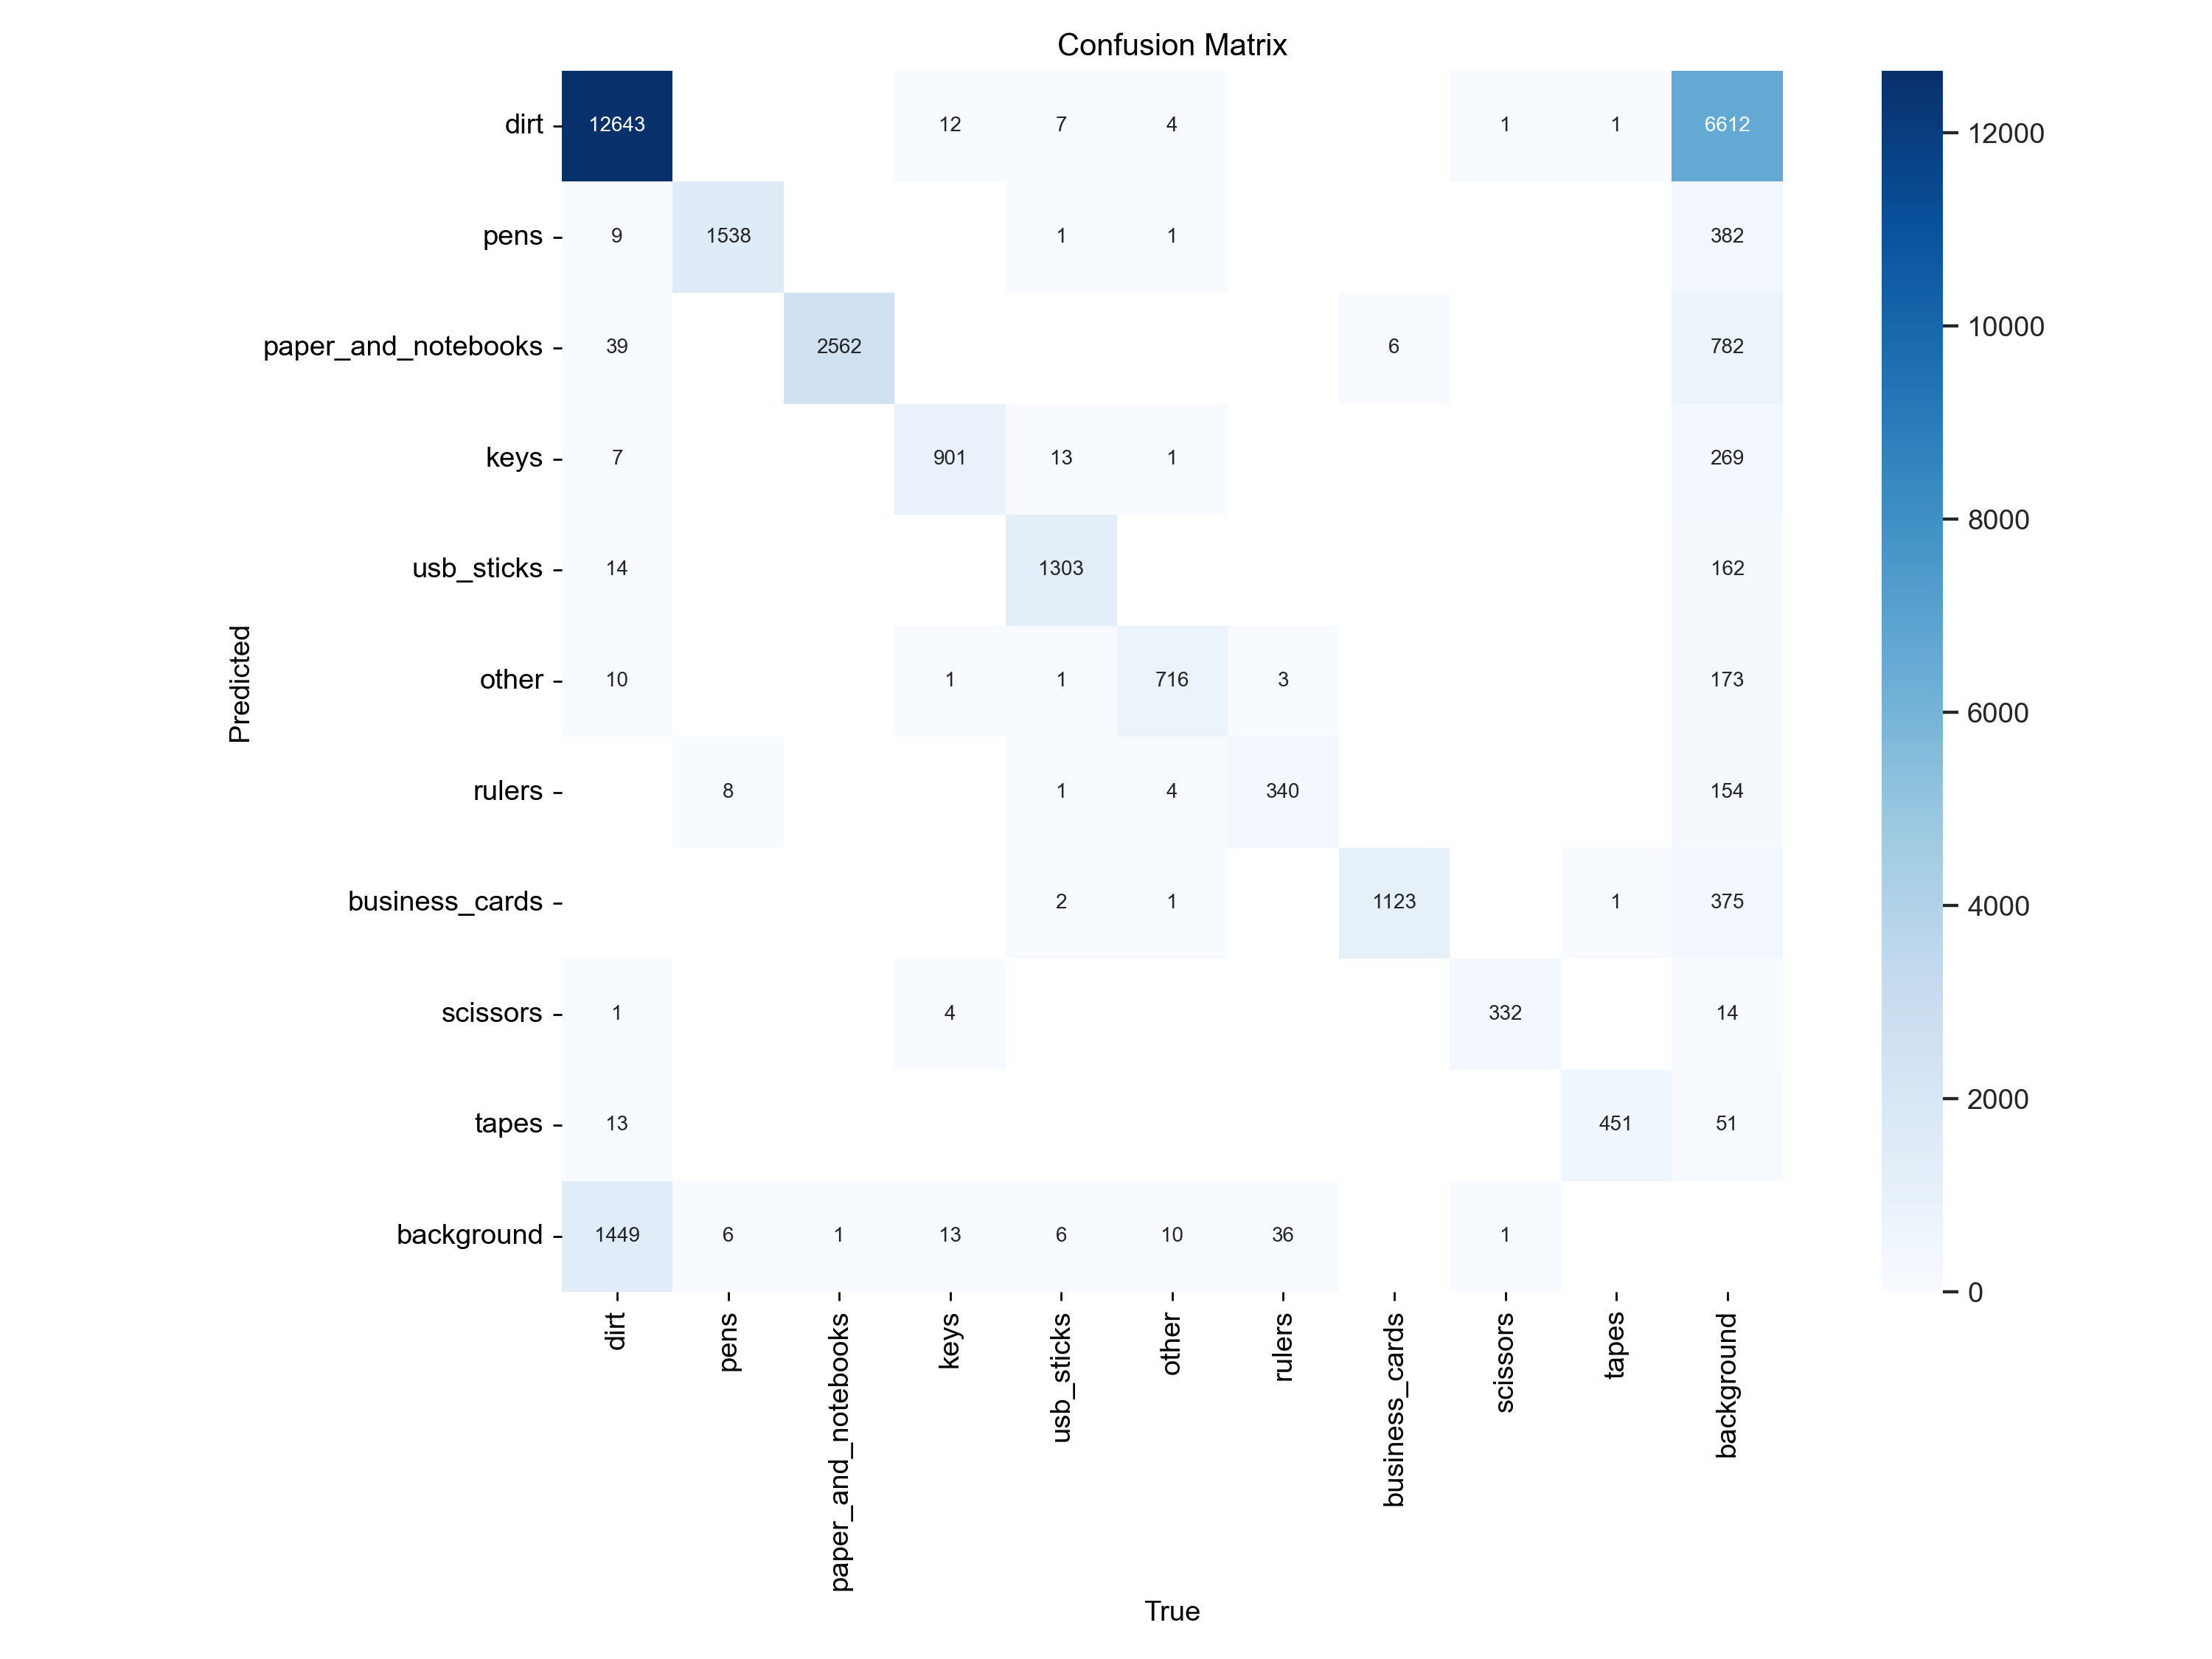 Confusion Matrix
dirt 12643 12 7 4 1 1 6612
pens 9 1538 1 1 382
paper_and_notebooks 39 2562 6 782
keys 7 901 13 1 269
usb_sticks 14 1303 162
other 10 1 1 716 3 173
rulers 8 1 4 340 154
business_cards 2 1 1123 1 375
scissors 1 4 332 14
tapes 13 451 51
background 1449 6 1 13 6 10 36 1
dirt pens paper_and_notebooks keys usb_sticks other rulers business_cards scissors tapes background
True
Predicted
12000
10000
8000
6000
4000
2000
0